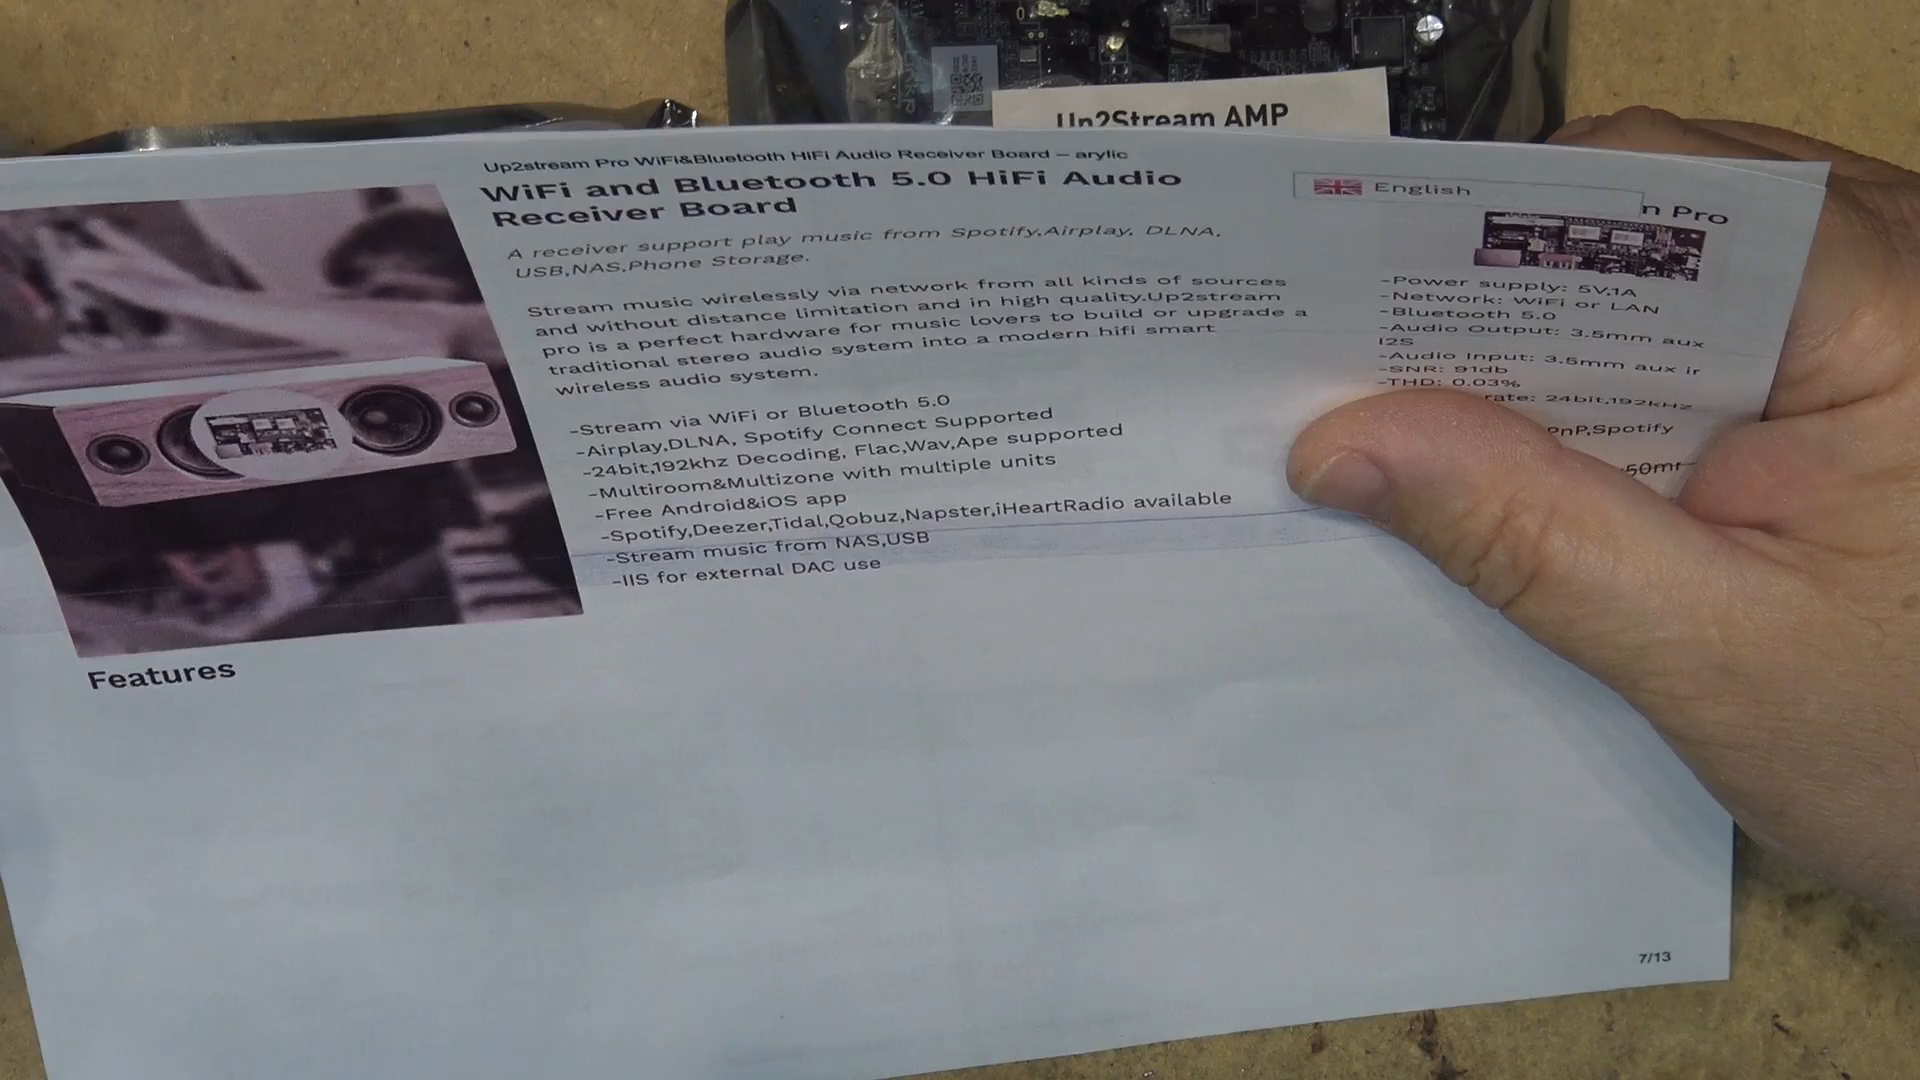 Up2Stream AMP
Up2stream Pro WiFi&Bluetooth HiFi Audio Receiver Board — arylic
WiFi and Bluetooth 5.0 HiFi Audio
Receiver Board
A receiver support play music from Spotify,Airplay, DLNA,
USB,NAS,Phone Storage.
Stream music wirelessly via network from all kinds of sources
and without distance limitation and in high quality.Up2stream
pro is a perfect hardware for music lovers to build or upgrade a
traditional stereo audio system into a modern hifi smart
wireless audio system.
-Stream via WiFi or Bluetooth 5.0
-Airplay,DLNA, Spotify Connect Supported
-24bit,192khz Decoding, Flac,Wav,Ape supported
-Multiroom&Multizone with multiple units
-Free Android&iOS app
-Spotify,Deezer,Tidal,Qobuz,Napster,iHeartRadio available
-Stream music from NAS,USB
-IIS for external DAC use
English
n Pro
-Power supply: 5V,1A
-Network: WiFi or LAN
-Bluetooth 5.0
-Audio Output: 3.5mm aux
I2S
-Audio Input: 3.5mm aux ir
-SNR: 91db
-THD: 0.03%
rate: 24bit,192kHz
PnP,Spotify
Features
7/13